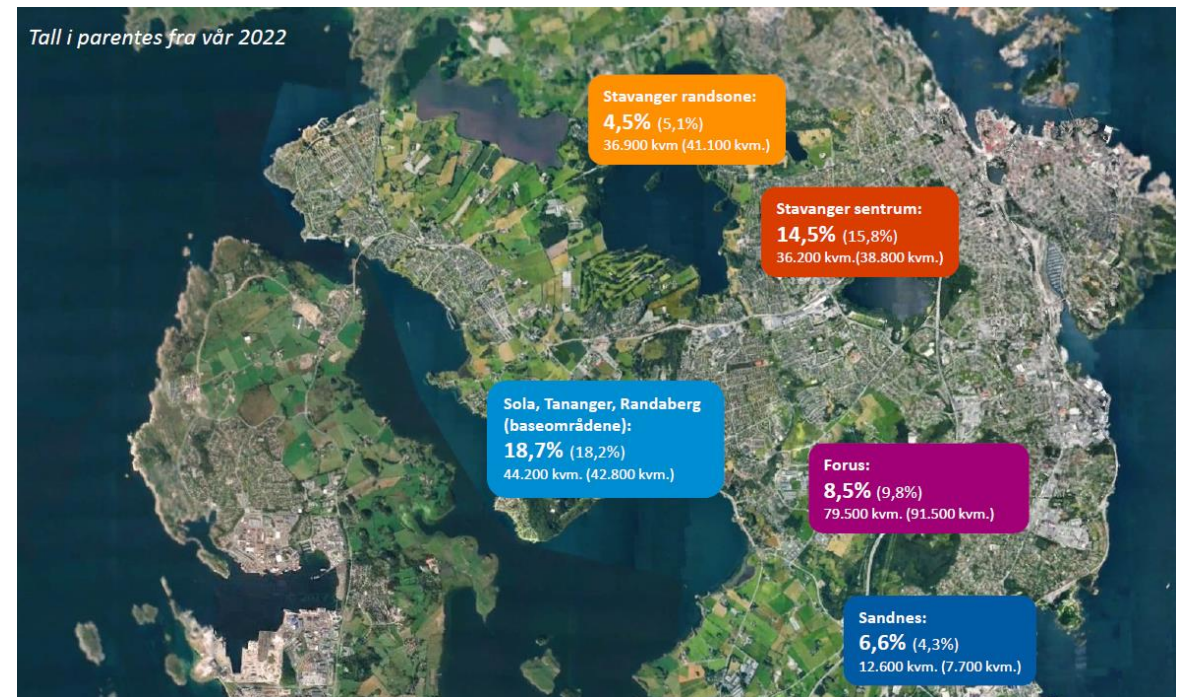 Tall i parentes fra vår 2022
Stavanger randsone:
4,5% (5,1%)
36.900 kvm (41.100 kvm.)
Stavanger sentrum:
14,5% (15,8%)
36.200 kvm.(38.800 kvm.)
Sola, Tananger, Randaberg
(baseområdene):
18,7% (18,2%)
44.200 kvm. (42.800 kvm.)
Forus:
8,5% (9,8%)
79.500 kvm. (91.500 kvm.)
Sandnes:
6,6% (4,3%)
12.600 kvm. (7.700 kvm.)